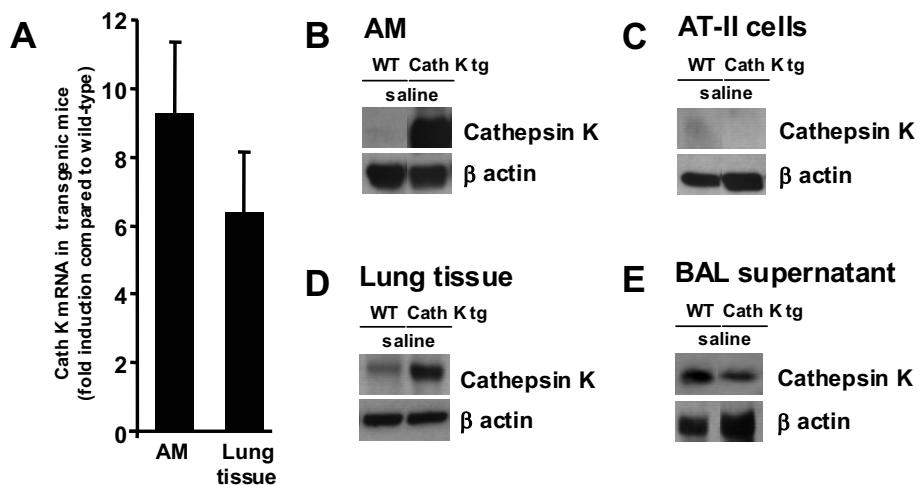 A
Cath K mRNA in transgenic mice
(fold induction compared to wild-type)
12
10
8
6
4
2
0
AM
Lung
tissue
B AM
WT Cath K tg
saline
Cathepsin K
β actin
C AT-II cells
WT Cath K tg
saline
Cathepsin K
β actin
D Lung tissue
WT Cath K tg
saline
Cathepsin K
β actin
E BAL supernatant
WT Cath K tg
saline
Cathepsin K
β actin